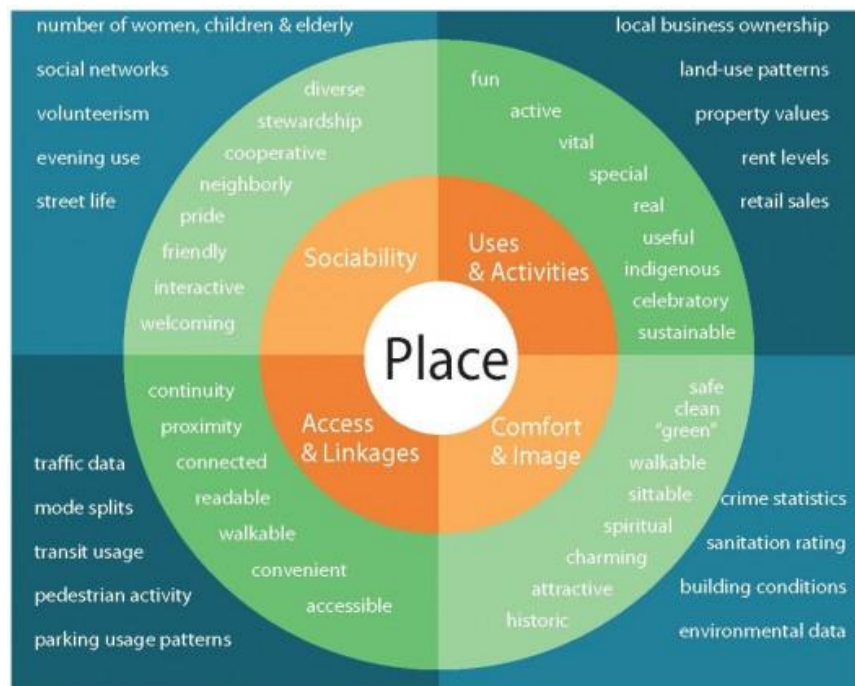 number of women, children & elderly
social networks
volunteerism
evening use
street life
diverse
stewardship
cooperative
neighborly
pride
friendly
interactive
welcoming
Sociability
local business ownership
land-use patterns
property values
rent levels
retail sales
fun
active
vital
special
real
useful
indigenous
celebratory
sustainable
Uses
& Activities
Place
continuity
proximity
connected
readable
walkable
convenient
accessible
Access
& Linkages
traffic data
mode splits
transit usage
pedestrian activity
parking usage patterns
Comfort
& Image
safe
clean
"green"
walkable
sittable
spiritual
charming
attractive
historic
crime statistics
sanitation rating
building conditions
environmental data